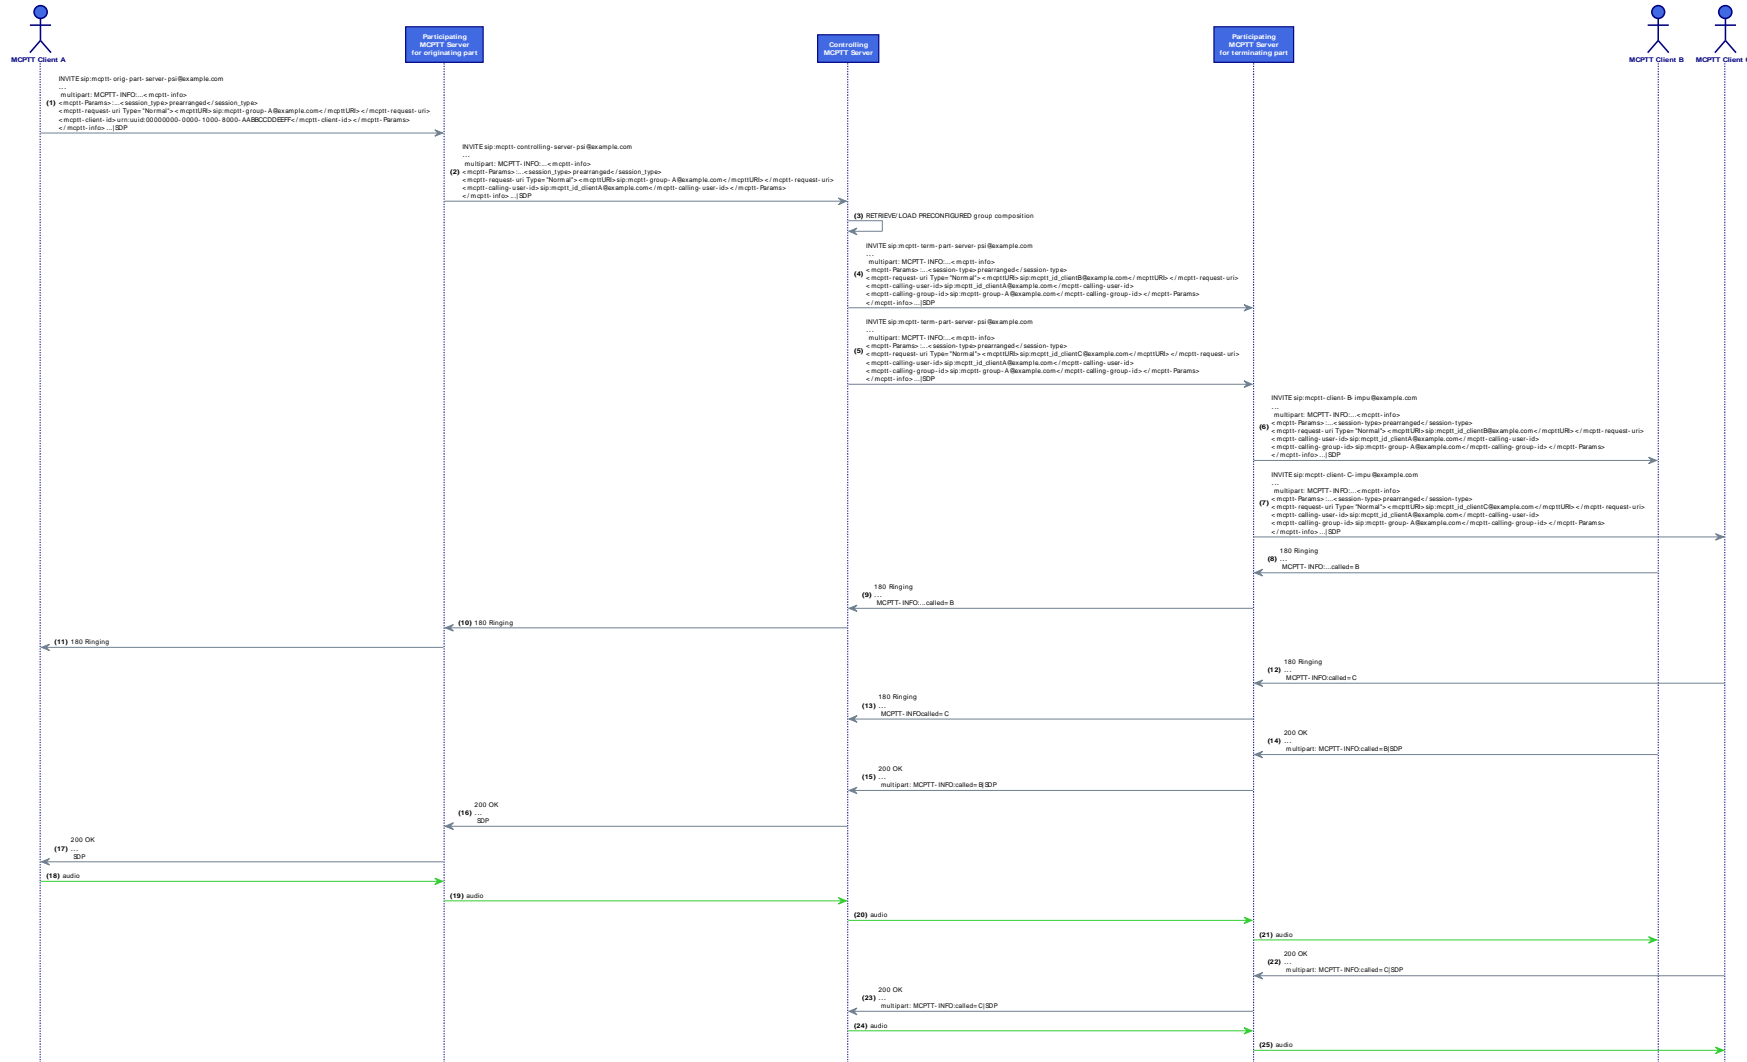 MCPTT Client A
Participating
MCPTT Server
for originating part
Controlling
MCPTT Server
Participating
MCPTT Server
for terminating part
MCPTT Client B
MCPTT Client
INVITE sip:mcptt-orig-part-server-psi@example.com
...
multipart: MCPTT-INFO:...<mcptt-info>
(1) <mcptt-Params>:...<session_type>prearranged</session_type>
<mcptt-request-uri Type="Normal"><mcpttURI>sip:mcptt-group-A@example.com</mcpttURI></mcptt-request-uri>
<mcptt-client-id>urn:uuid:00000000-0000-1000-8000-AABBCCDDEEFF</mcptt-client-id></mcptt-Params>
</mcptt-info>...|SDP
INVITE sip:mcptt-controlling-server-psi@example.com
...
multipart: MCPTT-INFO:...<mcptt-info>
(2) <mcptt-Params>:...<session_type>prearranged</session_type>
<mcptt-request-uri Type="Normal"><mcpttURI>sip:mcptt-group-A@example.com</mcpttURI></mcptt-request-uri>
<mcptt-calling-user-id>sip:mcptt_id_clientA@example.com</mcptt-calling-user-id></mcptt-Params>
</mcptt-info>...|SDP
(3) RETRIEVE/LOAD PRECONFIGURED group composition
INVITE sip:mcptt-term-part-server-psi@example.com
...
multipart: MCPTT-INFO:...<mcptt-info>
<mcptt-Params>:...<session-type>prearranged</session-type>
(4) <mcptt-request-uri Type="Normal"><mcpttURI>sip:mcptt_id_clientB@example.com</mcpttURI></mcptt-request-uri>
<mcptt-calling-user-id>sip:mcptt_id_clientA@example.com</mcptt-calling-user-id>
<mcptt-calling-group-id>sip:mcptt-group-A@example.com</mcptt-calling-group-id></mcptt-Params>
</mcptt-info>...|SDP
INVITE sip:mcptt-term-part-server-psi@example.com
...
multipart: MCPTT-INFO:...<mcptt-info>
<mcptt-Params>:...<session-type>prearranged</session-type>
(5) <mcptt-request-uri Type="Normal"><mcpttURI>sip:mcptt_id_clientC@example.com</mcpttURI></mcptt-request-uri>
<mcptt-calling-user-id>sip:mcptt_id_clientA@example.com</mcptt-calling-user-id>
<mcptt-calling-group-id>sip:mcptt-group-A@example.com</mcptt-calling-group-id></mcptt-Params>
</mcptt-info>...|SDP
INVITE sip:mcptt-client-B-impu@example.com
...
multipart: MCPTT-INFO:...<mcptt-info>
<mcptt-Params>:...<session-type>prearranged</session-type>
(6) <mcptt-request-uri Type="Normal"><mcpttURI>sip:mcptt_id_clientB@example.com</mcpttURI></mcptt-request-uri>
<mcptt-calling-user-id>sip:mcptt_id_clientA@example.com</mcptt-calling-user-id>
<mcptt-calling-group-id>sip:mcptt-group-A@example.com</mcptt-calling-group-id></mcptt-Params>
</mcptt-info>...|SDP
INVITE sip:mcptt-client-C-impu@example.com
...
multipart: MCPTT-INFO:...<mcptt-info>
<mcptt-Params>:...<session-type>prearranged</session-type>
(7) <mcptt-request-uri Type="Normal"><mcpttURI>sip:mcptt_id_clientC@example.com</mcpttURI></mcptt-request-uri>
<mcptt-calling-user-id>sip:mcptt_id_clientA@example.com</mcptt-calling-user-id>
<mcptt-calling-group-id>sip:mcptt-group-A@example.com</mcptt-calling-group-id></mcptt-Params>
</mcptt-info>...|SDP
180 Ringing
(8) ...
MCPTT-INFO:...called=B
180 Ringing
(9) ...
MCPTT-INFO:...called=B
(10) 180 Ringing
(11) 180 Ringing
180 Ringing
(12) ...
MCPTT-INFO:called=C
180 Ringing
(13) ...
MCPTT-INFOcalled=C
200 OK
(14) ...
multipart: MCPTT-INFO:called=B|SDP
200 OK
(15) ...
multipart: MCPTT-INFO:called=B|SDP
200 OK
(16) ...
SDP
200 OK
(17) ...
SDP
(18) audio
(19) audio
(20) audio
(21) audio
200 OK
(22) ...
multipart: MCPTT-INFO:called=C|SDP
200 OK
(23) ...
multipart: MCPTT-INFO:called=C|SDP
(24) audio
(25) audio